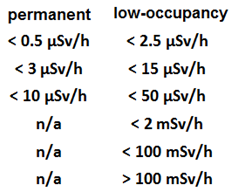 permanent low-occupancy
< 0.5 µSv/h < 2.5 µSv/h
< 3 µSv/h < 15 µSv/h
< 10 µSv/h < 50 µSv/h
n/a < 2 mSv/h
n/a < 100 mSv/h
n/a > 100 mSv/h